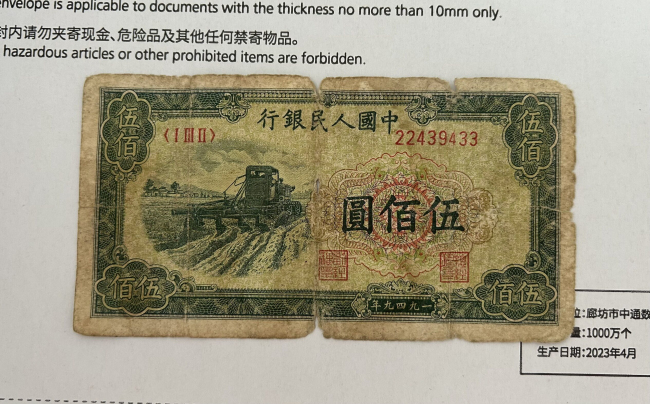 envelope is applicable to documents with the thickness no more than 10mm only.
封内请勿夹寄现金、危险品及其他任何禁寄物品。
hazardous articles or other prohibited items are forbidden.
行銀民人國中
伍佰
伍佰
〈I III II〉
22439433
圓佰伍
佰伍
佰伍
年九四九一
位:廊坊市中通数
量:1000万个
生产日期:2023年4月